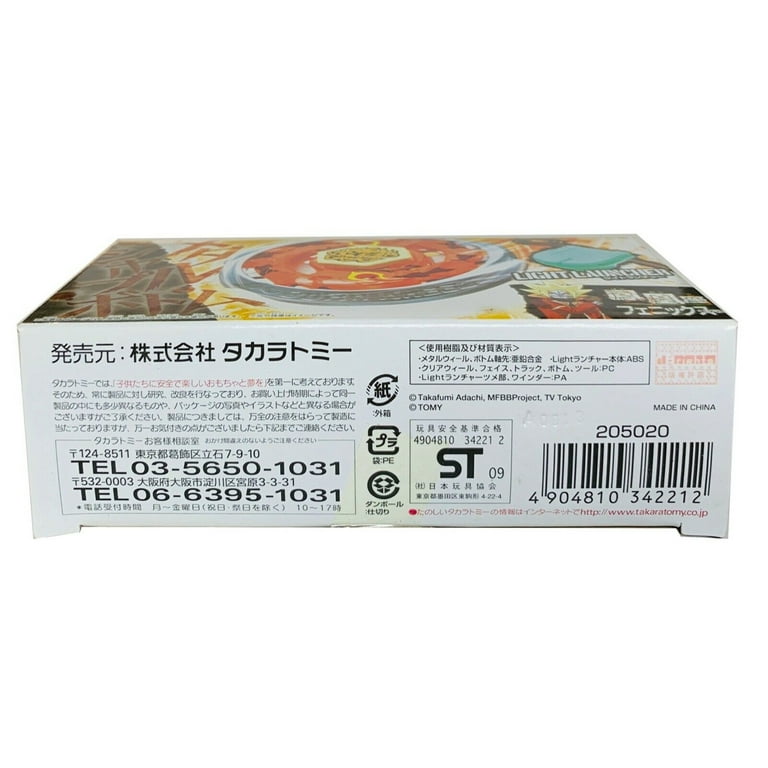 LIGHT LAUNCHER
フェニックス
発売元:株式会社 タカラトミー
タカラトミーでは「子供たちに安全で楽しいおもちゃと夢を」を第一に考えております。
そのため、常に製品に対し研究、改良を行なっており、お買い上げ時期によって同一
製品の中にも多少異なるものや、パッケージの写真やイラストなどと異なる場合が
ございますがご了承ください。製品につきましては、万全の注意をはらって製造に
当たっておりますが、万一お気付きの点がございましたら下記までご連絡ください。
タカラトミーお客様相談室 おかけ間違えのないようご注意ください
〒124-8511 東京都葛飾区立石7-9-10
TEL03-5650-1031
〒532-0003 大阪府大阪市淀川区宮原3-3-31
TEL06-6395-1031
*電話受付時間 月~金曜日(祝日・祭日を除く) 10~17時
紙
:外箱
プラ
袋:PE
ダンボール
:仕切り
<使用樹脂及び材質表示>
・メタルウィール、ボトム軸先:亜鉛合金 ・Lightランチャー本体:ABS
・クリアウィール、フェイス、トラック、ボトム、ツール:PC
・Lightランチャーツメ部、ワインダー:PA
©Takafumi Adachi, MFBBProject, TV Tokyo
©TOMY
MADE IN CHINA
玩具安全基準合格
4904810 34221 2
ST 09
(社)日本玩具協会
東京都墨田区東駒形 4-22-4
205020
4 904810 342212
●たのしいタカラトミーの情報はインターネットでhttp://www.takaratomy.co.jp